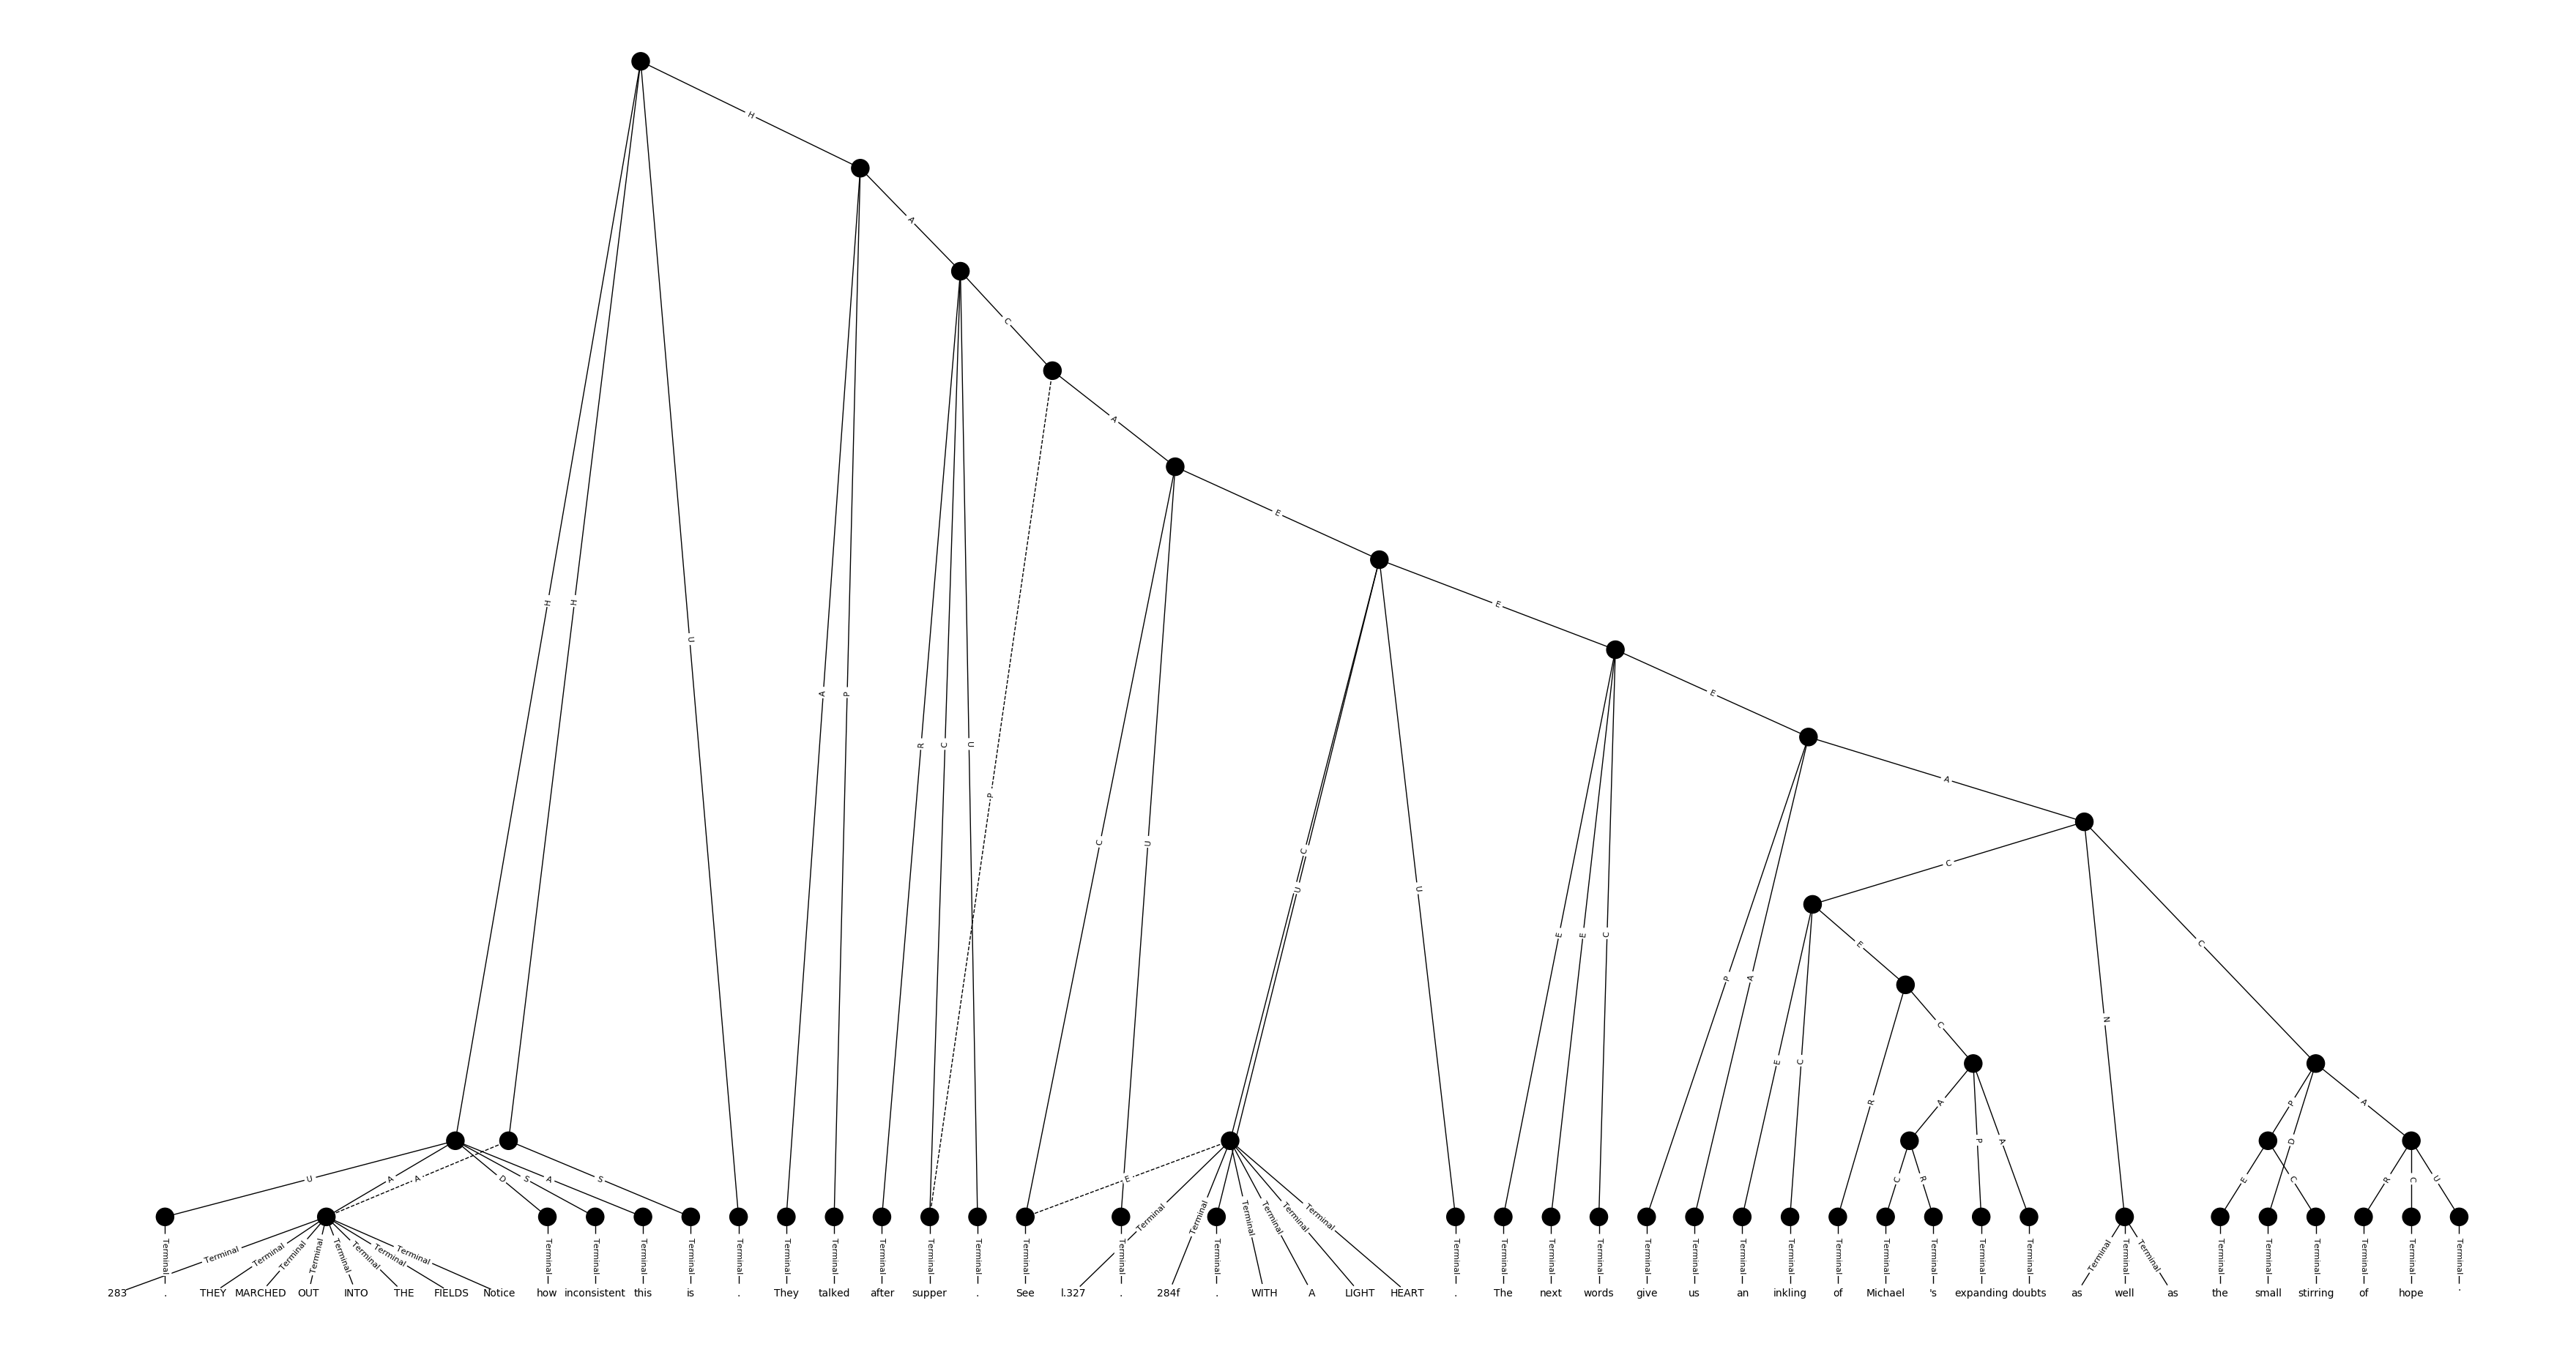 H
A
C
A
E
E
E
H H U A P R C U P C U C U U E E C P A A
C E C N C
E C R C A P A P D A
U A A D S A S E C R E C R C U
Terminal Terminal Terminal Terminal Terminal Terminal Terminal Terminal Terminal Terminal Terminal Terminal Terminal Terminal Terminal Terminal Terminal Terminal Terminal Terminal Terminal Terminal Terminal Terminal Terminal Terminal Terminal Terminal Terminal Terminal Terminal Terminal Terminal Terminal Terminal Terminal Terminal Terminal Terminal Terminal Terminal Terminal Terminal Terminal Terminal Terminal Terminal Terminal Terminal Terminal
283 . THEY MARCHED OUT INTO THE FIELDS Notice how inconsistent this is . They talked after supper . See l.327 . 284f . WITH A LIGHT HEART . The next words give us an inkling of Michael 's expanding doubts as well as the small stirring of hope .